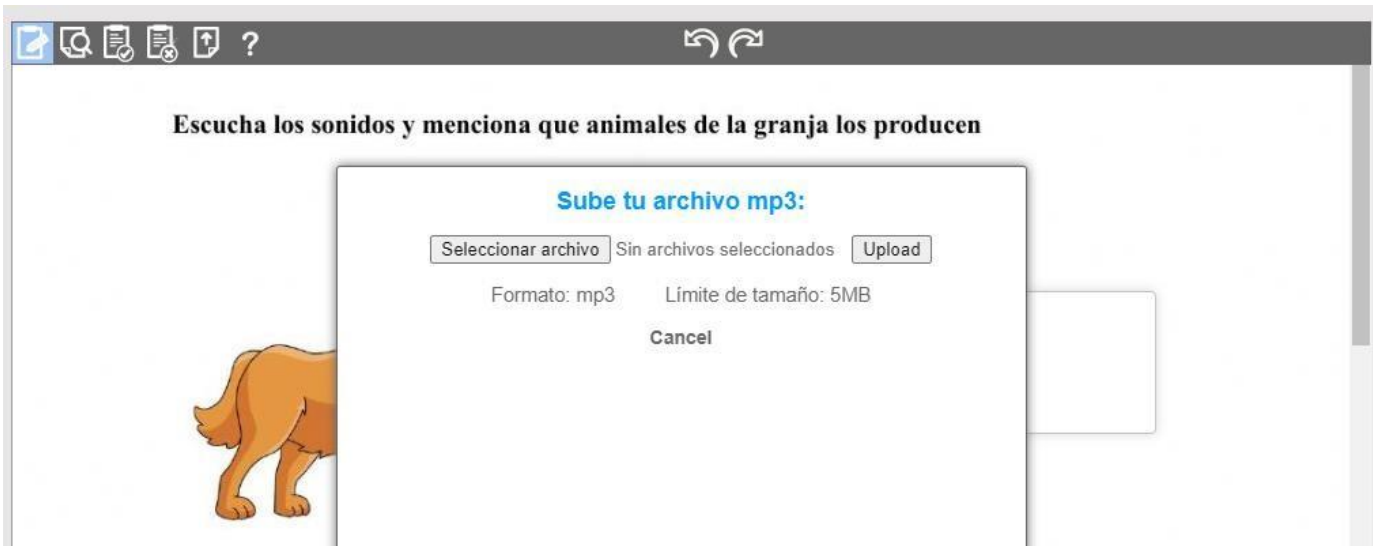 ?
Escucha los sonidos y menciona que animales de la granja los producen
Sube tu archivo mp3:
Seleccionar archivo Sin archivos seleccionados Upload
Formato: mp3 Límite de tamaño: 5MB
Cancel